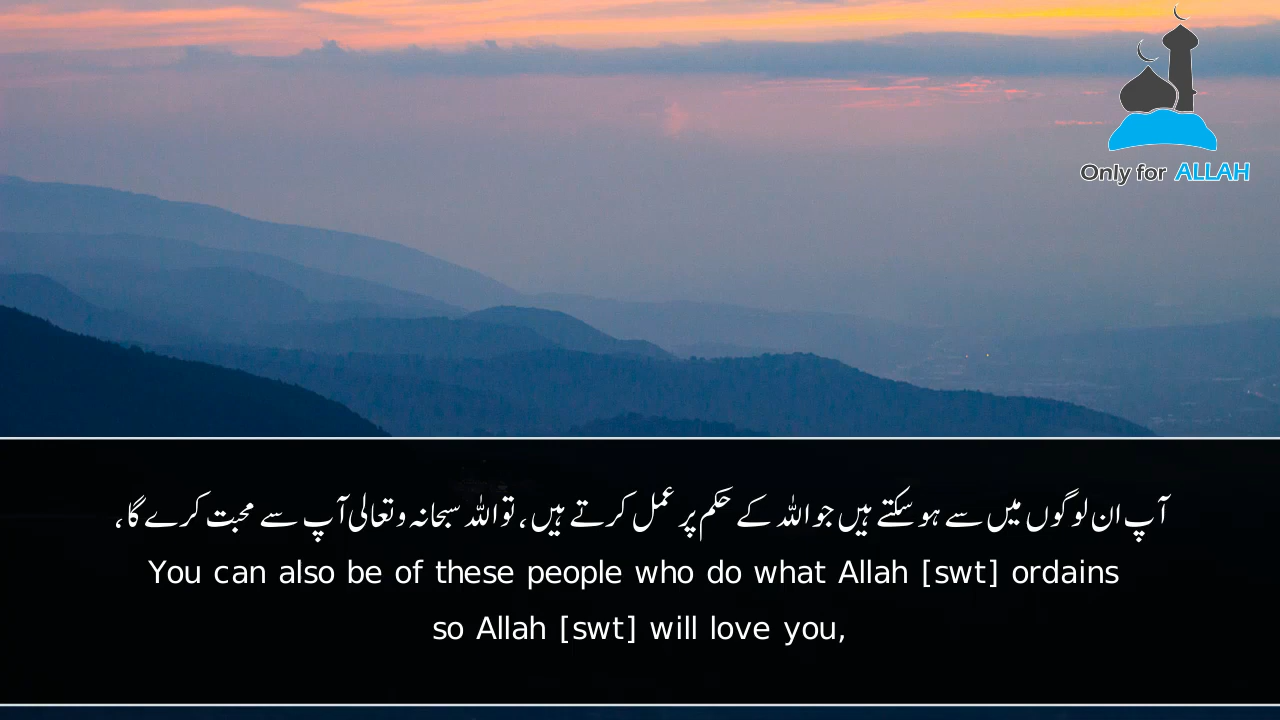 Only for ALLAH
آپ ان لوگوں میں سے ہو سکتے ہیں جو اللہ کے حکم پر عمل کرتے ہیں، تو اللہ سبحانہ وتعالی آپ سے محبت کرے گا،
You can also be of these people who do what Allah [swt] ordains
so Allah [swt] will love you,